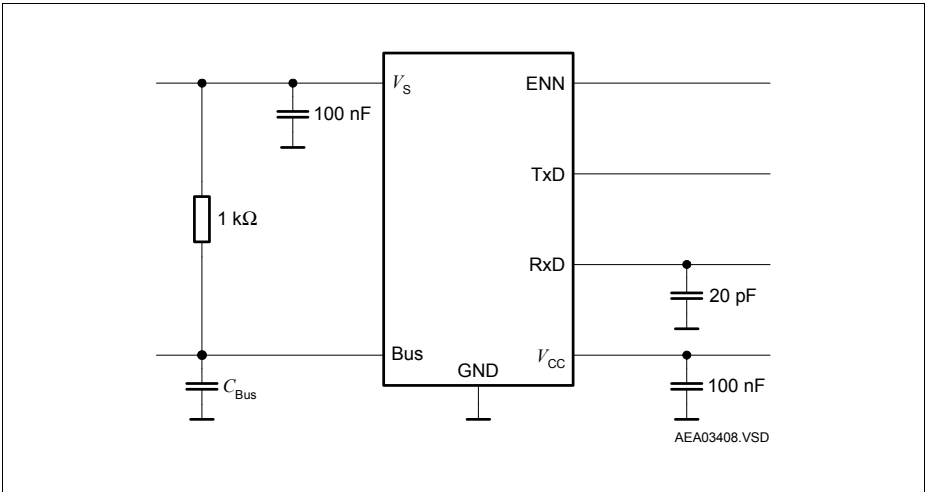 V_S
ENN
100 nF
TxD
1 kΩ
RxD
20 pF
Bus
V_CC
GND
C_Bus
100 nF
AEA03408.VSD